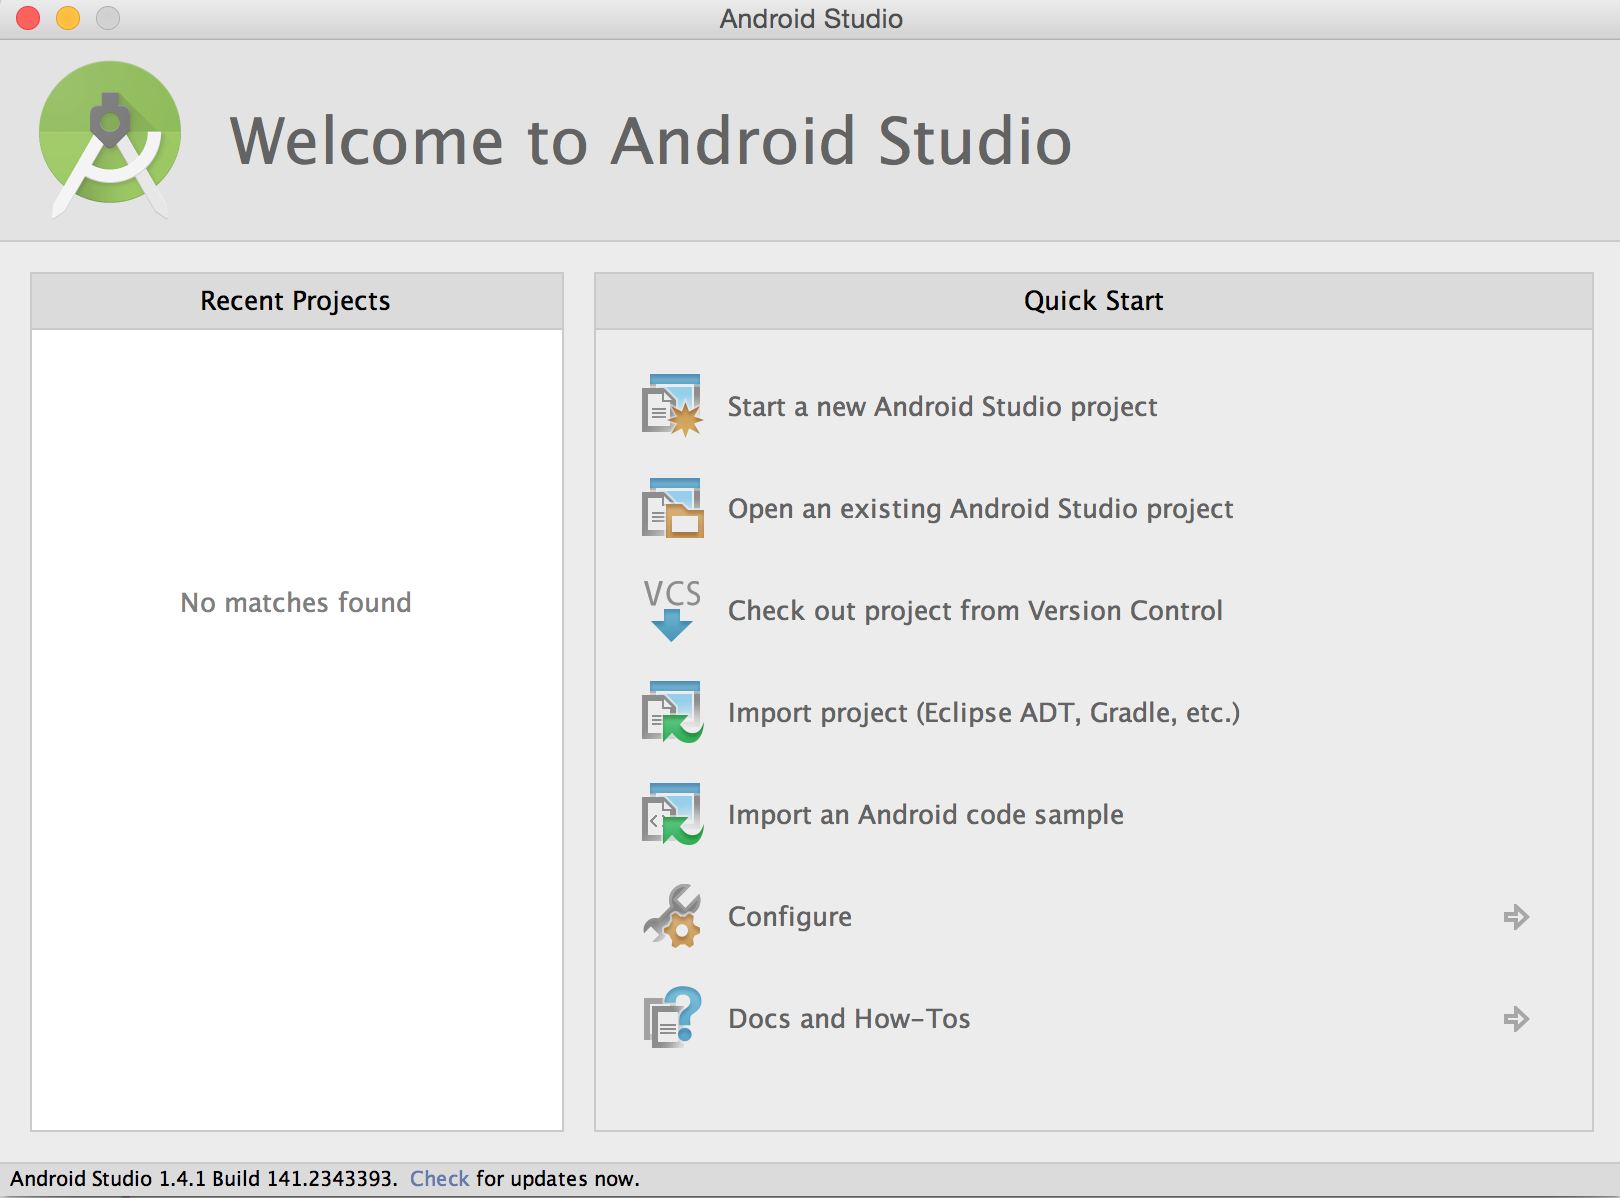 Android Studio
Welcome to Android Studio
Recent Projects
No matches found
Quick Start
Start a new Android Studio project
Open an existing Android Studio project
VCS
Check out project from Version Control
Import project (Eclipse ADT, Gradle, etc.)
Import an Android code sample
Configure
Docs and How-Tos
Android Studio 1.4.1 Build 141.2343393. Check for updates now.